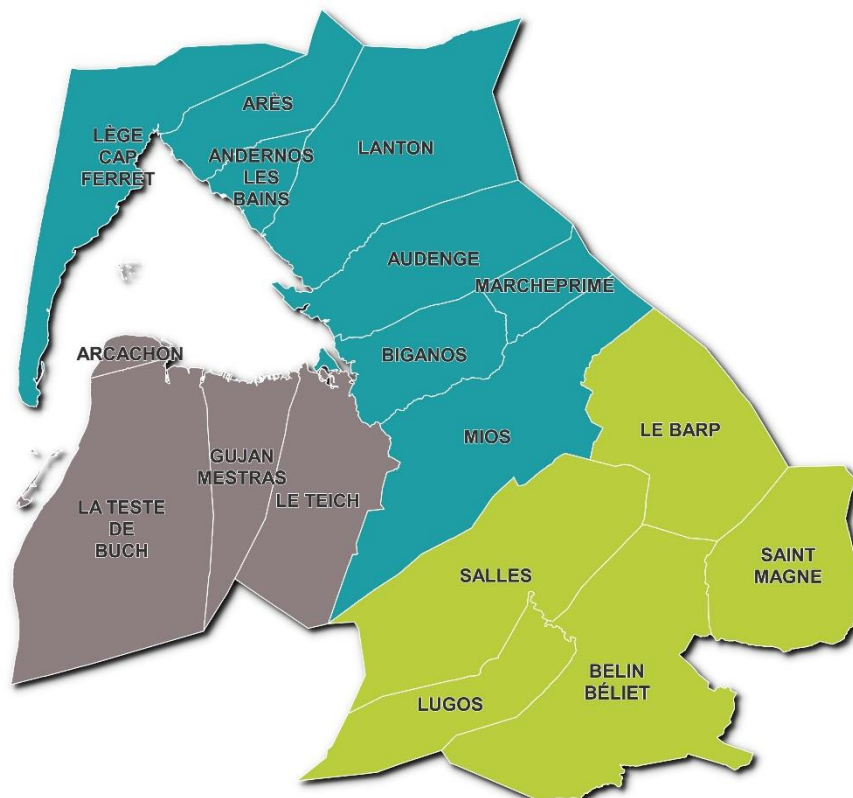 ARÈS
LÈGE
CAP
FERRET
ANDERNOS
LES
BAINS
LANTON
AUDENGE
MARCHEPRIME
ARCACHON
BIGANOS
MIOS
LE BARP
GUJAN
MESTRAS
LE TEICH
LA TESTE
DE
BUCH
SALLES
SAINT
MAGNE
BELIN
BÉLIET
LUGOS